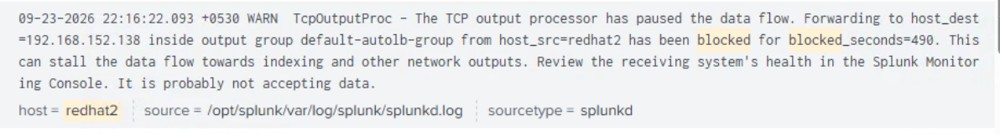 09-23-2026 22:16:22.093 +0530 WARN  TcpOutputProc - The TCP output processor has paused the data flow. Forwarding to host_dest
=192.168.152.138 inside output group default-autolb-group from host_src=redhat2 has been blocked for blocked_seconds=490. This
can stall the data flow towards indexing and other network outputs. Review the receiving system's health in the Splunk Monitor
ing Console. It is probably not accepting data.
host = redhat2 source = /opt/splunk/var/log/splunk/splunkd.log sourcetype = splunkd